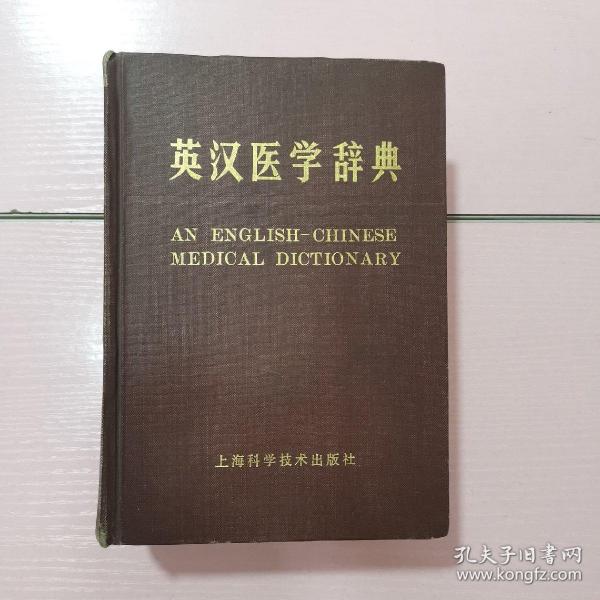 英汉医学辞典
AN ENGLISH-CHINESE
MEDICAL DICTIONARY
上海科学技术出版社
孔夫子旧书网
www.kongfz.com